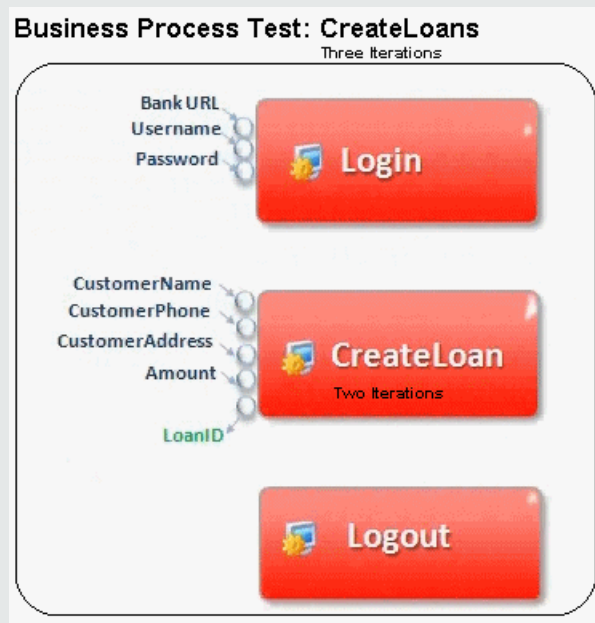 Business Process Test: CreateLoans
Three Iterations
Bank URL
Username
Password
Login
CustomerName
CustomerPhone
CustomerAddress
Amount
LoanID
CreateLoan
Two Iterations
Logout